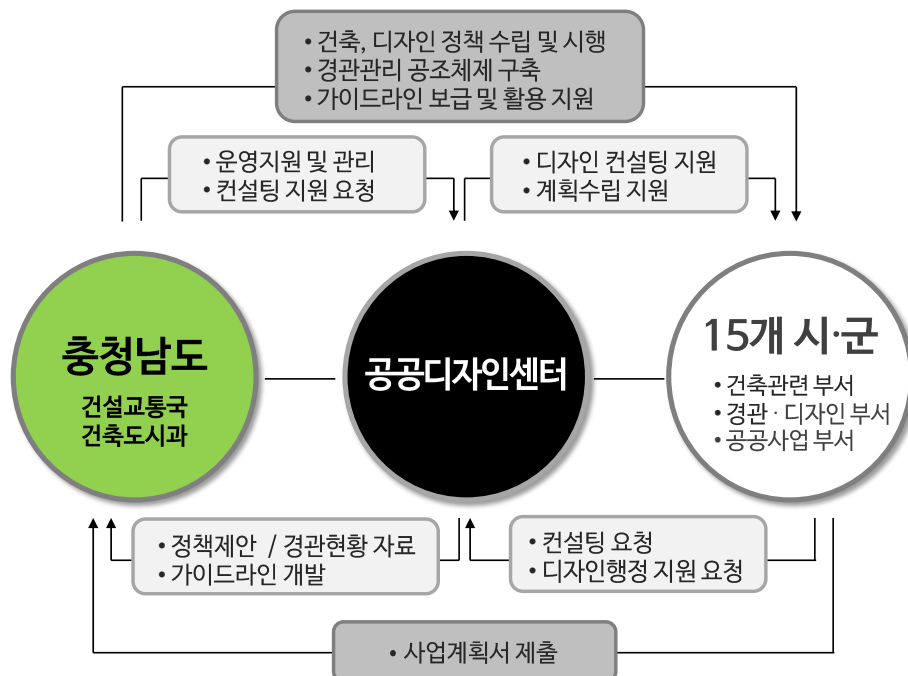 • 건축, 디자인 정책 수립 및 시행
• 경관관리 공조체제 구축
• 가이드라인 보급 및 활용 지원
• 운영지원 및 관리
• 컨설팅 지원 요청
• 디자인 컨설팅 지원
• 계획수립 지원
충청남도
건설교통국
건축도시과
공공디자인센터
15개 시·군
• 건축관련 부서
• 경관 · 디자인 부서
• 공공사업 부서
• 정책제안 / 경관현황 자료
• 가이드라인 개발
• 컨설팅 요청
• 디자인행정 지원 요청
• 사업계획서 제출